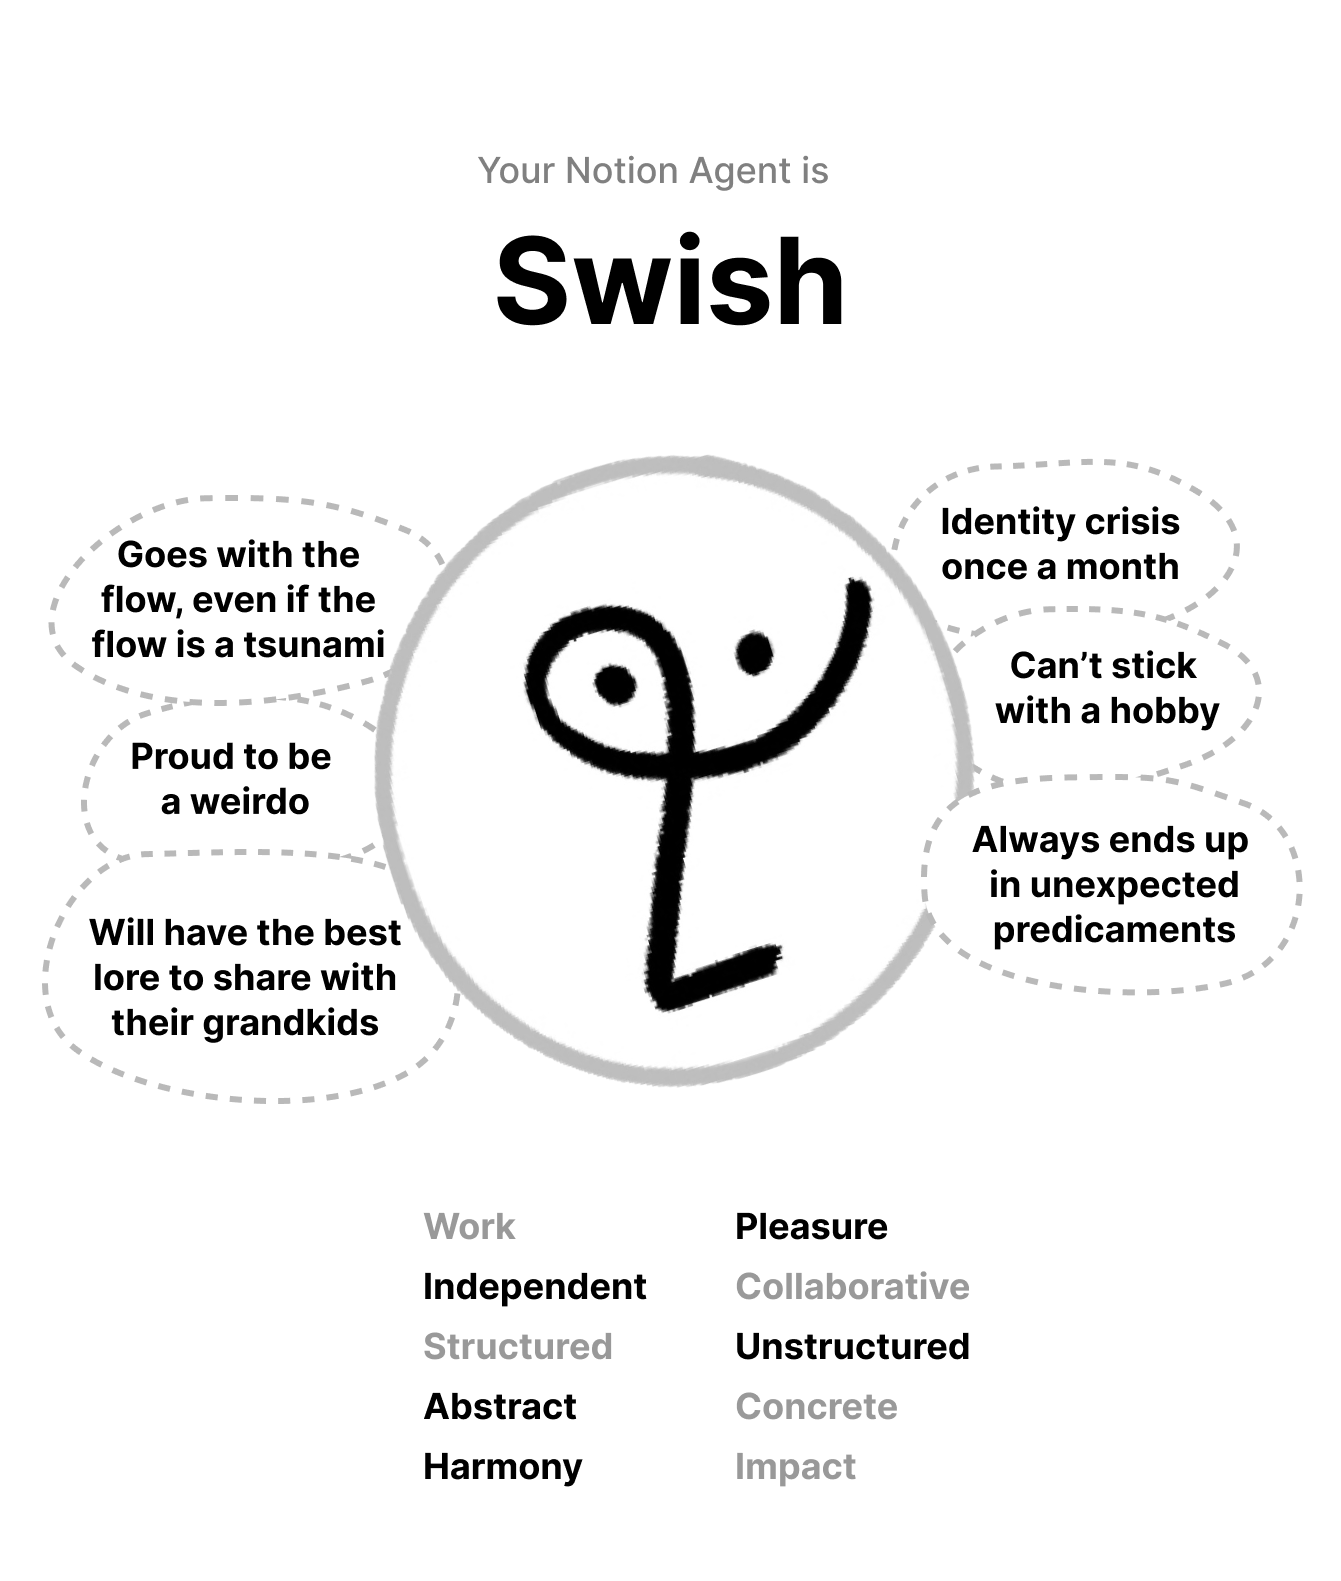 Your Notion Agent is
Swish
Goes with the
flow, even if the
flow is a tsunami
Proud to be
a weirdo
Will have the best
lore to share with
their grandkids
Identity crisis
once a month
Can’t stick
with a hobby
Always ends up
in unexpected
predicaments
Work Pleasure
Independent Collaborative
Structured Unstructured
Abstract Concrete
Harmony Impact